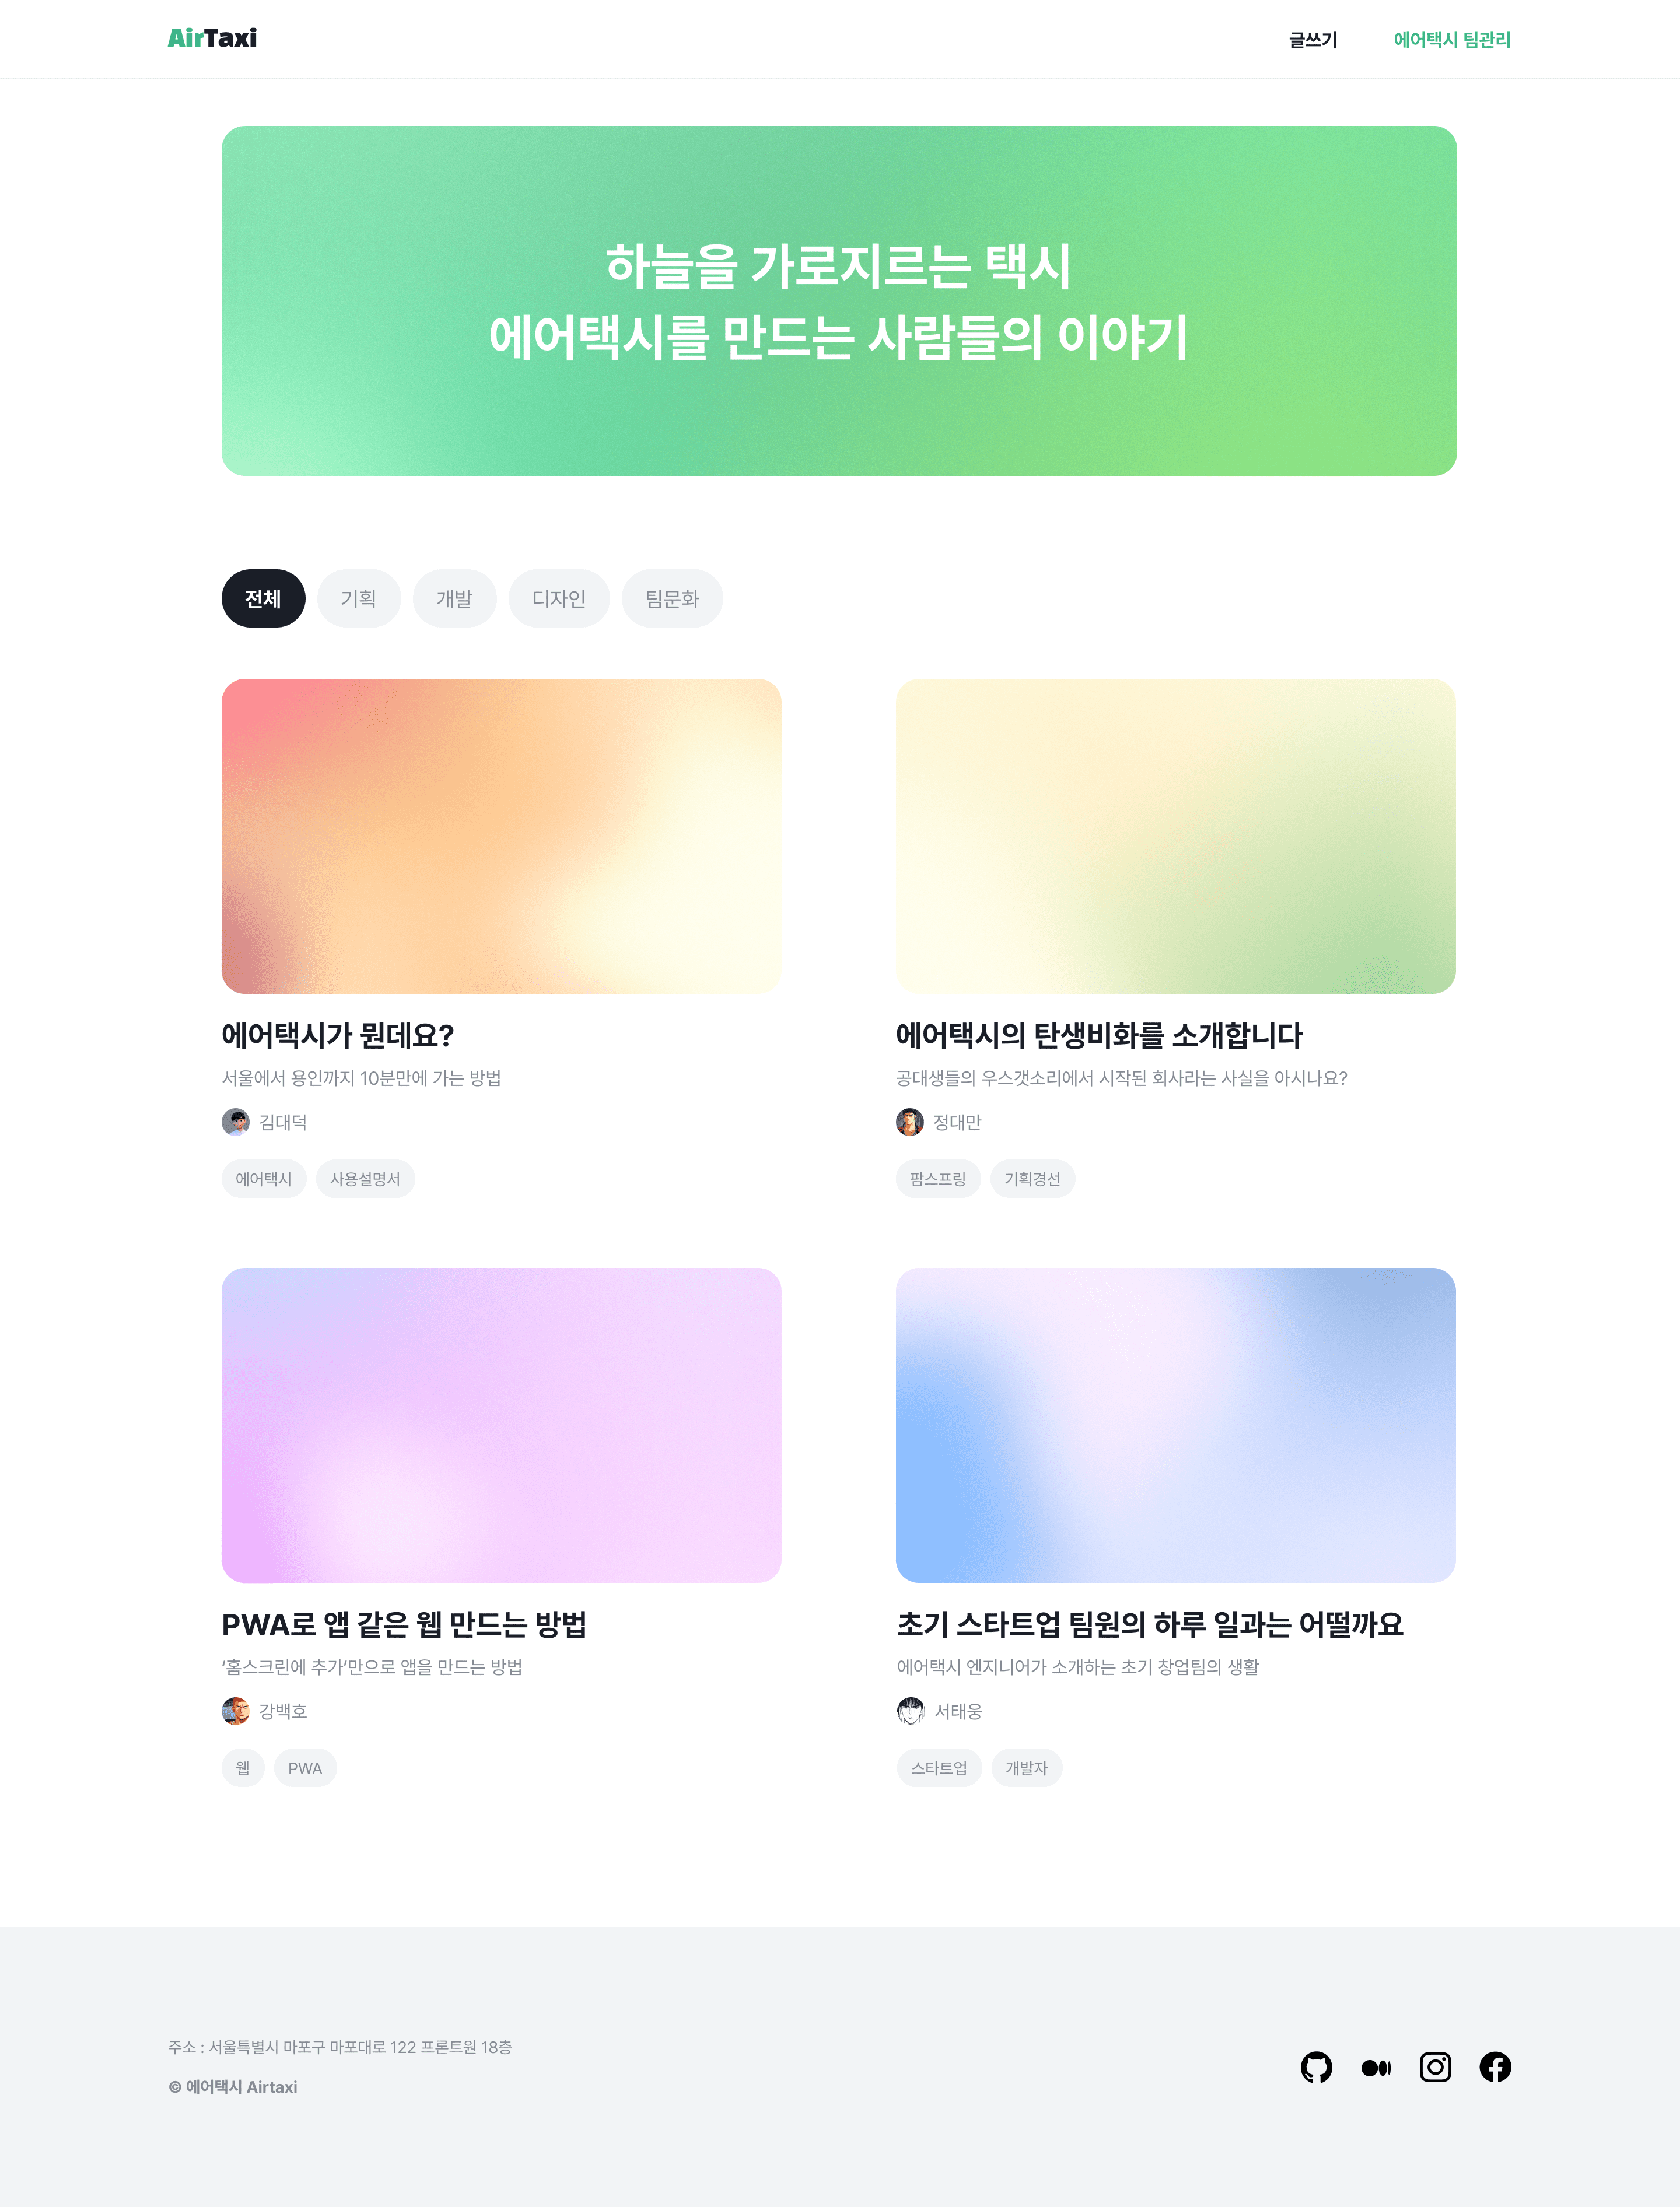 AirTaxi
글쓰기
에어택시 팀관리
하늘을 가로지르는 택시
에어택시를 만드는 사람들의 이야기
전체
기획
개발
디자인
팀문화
에어택시가 뭔데요?
서울에서 용인까지 10분만에 가는 방법
김대덕
에어택시
사용설명서
에어택시의 탄생비화를 소개합니다
공대생들의 우스갯소리에서 시작된 회사라는 사실을 아시나요?
정대만
팜스프링
기획경선
PWA로 앱 같은 웹 만드는 방법
‘홈스크린에 추가’만으로 앱을 만드는 방법
강백호
웹
PWA
초기 스타트업 팀원의 하루 일과는 어떨까요
에어택시 엔지니어가 소개하는 초기 창업팀의 생활
서태웅
스타트업
개발자
주소 : 서울특별시 마포구 마포대로 122 프론트원 18층
© 에어택시 Airtaxi